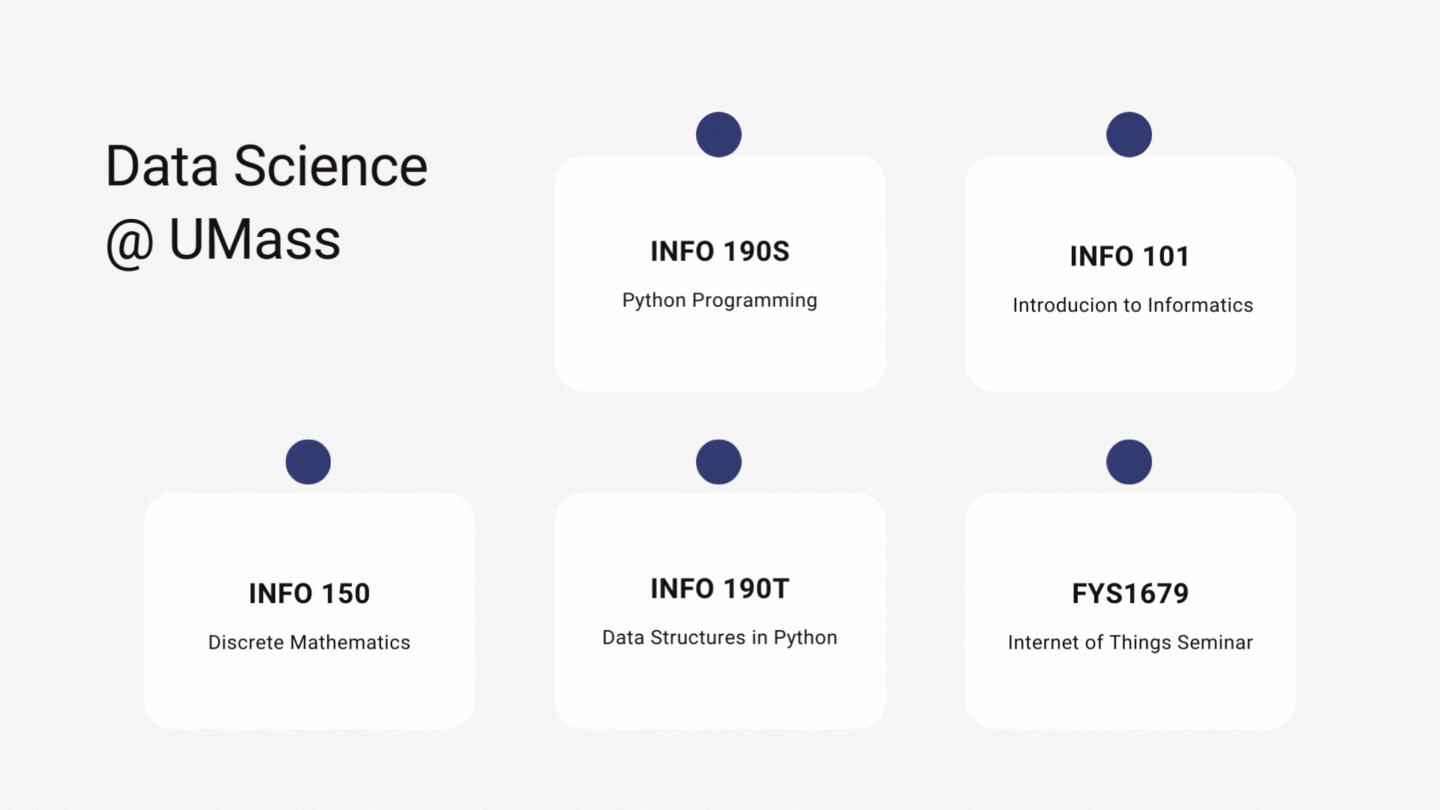 Data Science
@ UMass
INFO 190S
Python Programming
INFO 101
Introducion to Informatics
INFO 150
Discrete Mathematics
INFO 190T
Data Structures in Python
FYS1679
Internet of Things Seminar